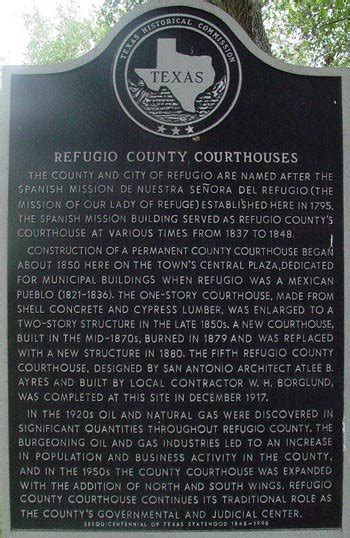 TEXAS HISTORICAL COMMISSION
TEXAS
REFUGIO COUNTY COURTHOUSES
THE COUNTY AND CITY OF REFUGIO ARE NAMED AFTER THE
SPANISH MISSION DE NUESTRA SEÑORA DEL REFUGIO (THE
MISSION OF OUR LADY OF REFUGE) ESTABLISHED HERE IN 1795.
THE SPANISH MISSION BUILDING SERVED AS REFUGIO COUNTY'S
COURTHOUSE AT VARIOUS TIMES FROM 1837 TO 1848.
CONSTRUCTION OF A PERMANENT COUNTY COURTHOUSE BEGAN
ABOUT 1850 HERE ON THE TOWN'S CENTRAL PLAZA, DEDICATED
FOR MUNICIPAL BUILDINGS WHEN REFUGIO WAS A MEXICAN
PUEBLO (1821-1836). THE ONE-STORY COURTHOUSE, MADE FROM
SHELL CONCRETE AND CYPRESS LUMBER, WAS ENLARGED TO A
TWO-STORY STRUCTURE IN THE LATE 1850s. A NEW COURTHOUSE,
BUILT IN THE MID-1870s, BURNED IN 1879 AND WAS REPLACED
WITH A NEW STRUCTURE IN 1880. THE FIFTH REFUGIO COUNTY
COURTHOUSE, DESIGNED BY SAN ANTONIO ARCHITECT ATLEE B.
AYRES AND BUILT BY LOCAL CONTRACTOR W. H. BORGLUND,
WAS COMPLETED AT THIS SITE IN DECEMBER 1917.
IN THE 1920s OIL AND NATURAL GAS WERE DISCOVERED IN
SIGNIFICANT QUANTITIES THROUGHOUT REFUGIO COUNTY. THE
BURGEONING OIL AND GAS INDUSTRIES LED TO AN INCREASE
IN POPULATION AND BUSINESS ACTIVITY IN THE COUNTY,
AND IN THE 1950s THE COUNTY COURTHOUSE WAS EXPANDED
WITH THE ADDITION OF NORTH AND SOUTH WINGS. REFUGIO
COUNTY COURTHOUSE CONTINUES ITS TRADITIONAL ROLE AS
THE COUNTY'S GOVERNMENTAL AND JUDICIAL CENTER.
SESQUICENTENNIAL OF TEXAS STATEHOOD 1845-1995